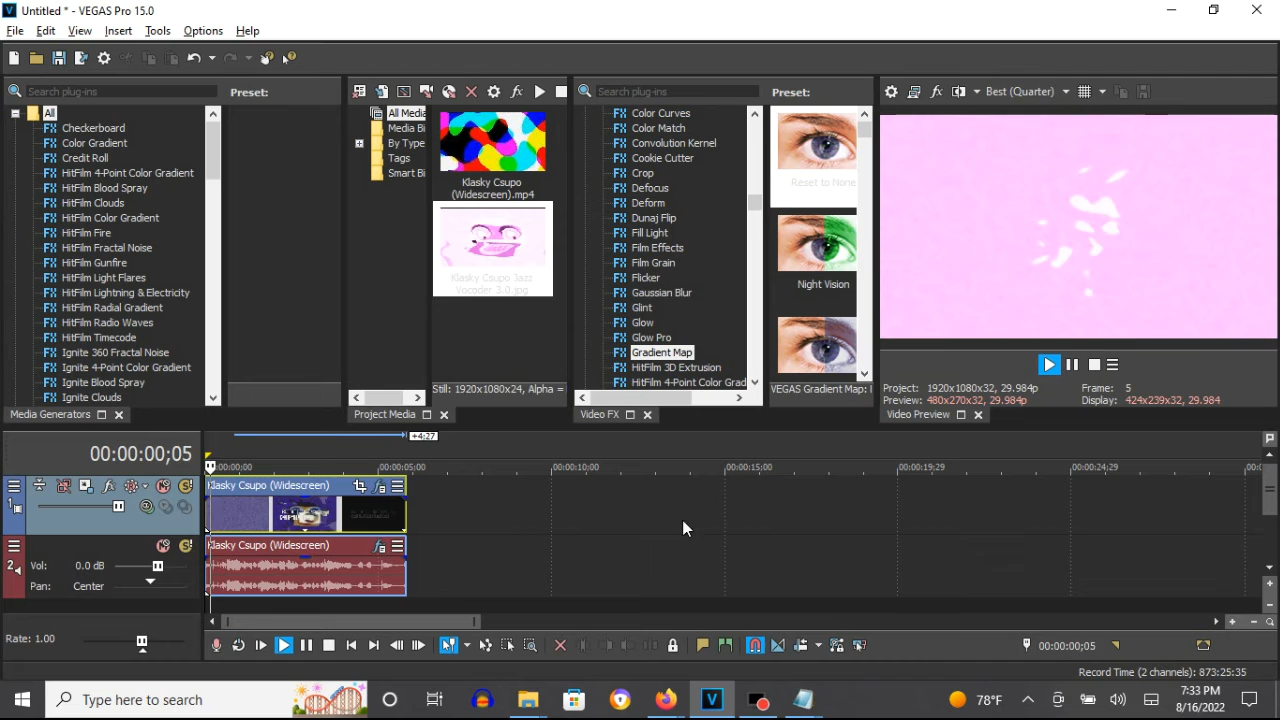 Untitled * - VEGAS Pro 15.0
File Edit View Insert Tools Options Help
Search plug-ins
Preset:
All
Checkerboard
Color Gradient
Credit Roll
HitFilm 4-Point Color Gradient
HitFilm Blood Spray
HitFilm Clouds
HitFilm Color Gradient
HitFilm Fire
HitFilm Fractal Noise
HitFilm Gunfire
HitFilm Light Flares
HitFilm Lightning & Electricity
HitFilm Radial Gradient
HitFilm Radio Waves
HitFilm Timecode
Ignite 360 Fractal Noise
Ignite 4-Point Color Gradient
Ignite Blood Spray
Ignite Clouds
Media Generators
All Media
Media Bi
By Type
Tags
Smart Bi
Klasky Csupo
(Widescreen).mp4
Klasky Csupo Jazz
Vocoder 3.0.jpg
Still: 1920x1080x24, Alpha =
Project Media
Search plug-ins
Preset:
Color Curves
Color Match
Convolution Kernel
Cookie Cutter
Crop
Defocus
Deform
Dunaj Flip
Fill Light
Film Effects
Film Grain
Flicker
Gaussian Blur
Glint
Glow
Glow Pro
Gradient Map
HitFilm 3D Extrusion
HitFilm 4-Point Color Grad
Reset to None
Night Vision
VEGAS Gradient Map: I
Video FX
Best (Quarter)
Project: 1920x1080x32, 29.984p
Frame: 5
Preview: 480x270x32, 29.984p
Display: 424x239x32, 29.984
Video Preview
00:00:00;05
+4:27
00:00:05;00
00:00:10;00
00:00:15;00
00:00:19;29
00:00:24;29
Klasky Csupo (Widescreen)
Klasky Csupo (Widescreen)
1
2
Vol: 0.0 dB
Pan: Center
Rate: 1.00
00:00:00;05
Record Time (2 channels): 873:25:35
Type here to search
78°F
7:33 PM
8/16/2022